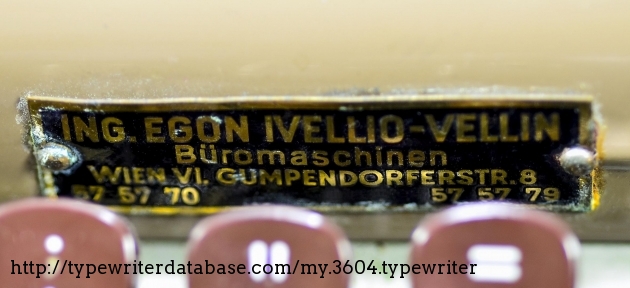 ING. EGON IVELLIO-VELLIN
Büromaschinen
WIEN VI, GUMPENDORFERSTR. 8
57 57 70 57 57 79
"
=
http://typewriterdatabase.com/my.3604.typewriter